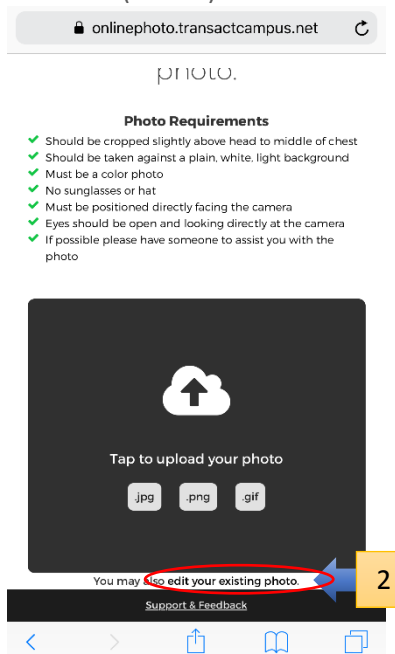 onlinephoto.transactcampus.net
photo.
Photo Requirements
Should be cropped slightly above head to middle of chest
Should be taken against a plain, white, light background
Must be a color photo
No sunglasses or hat
Must be positioned directly facing the camera
Eyes should be open and looking directly at the camera
If possible please have someone to assist you with the
photo
Tap to upload your photo
.jpg .png .gif
You may also edit your existing photo.
2
Support & Feedback